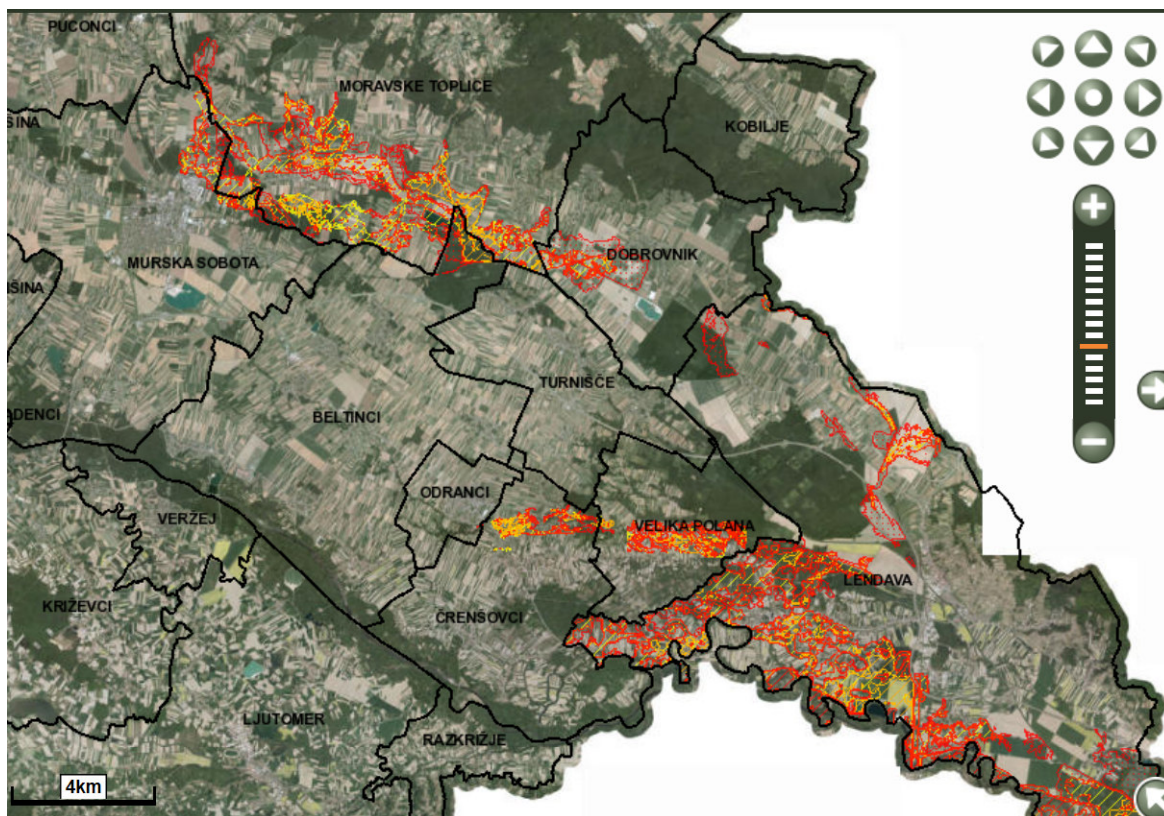 PUCONCI
MORAVSKE TOPLICE
KOBILJE
MURSKA SOBOTA
DOBROVNIK
TURNIŠČE
BELTINCI
ODRANCI
VERŽEJ
VELIKA POLANA
LENDAVA
KRIŽEVCI
ČRENŠOVCI
LJUTOMER
RAZKRIŽJE
4km